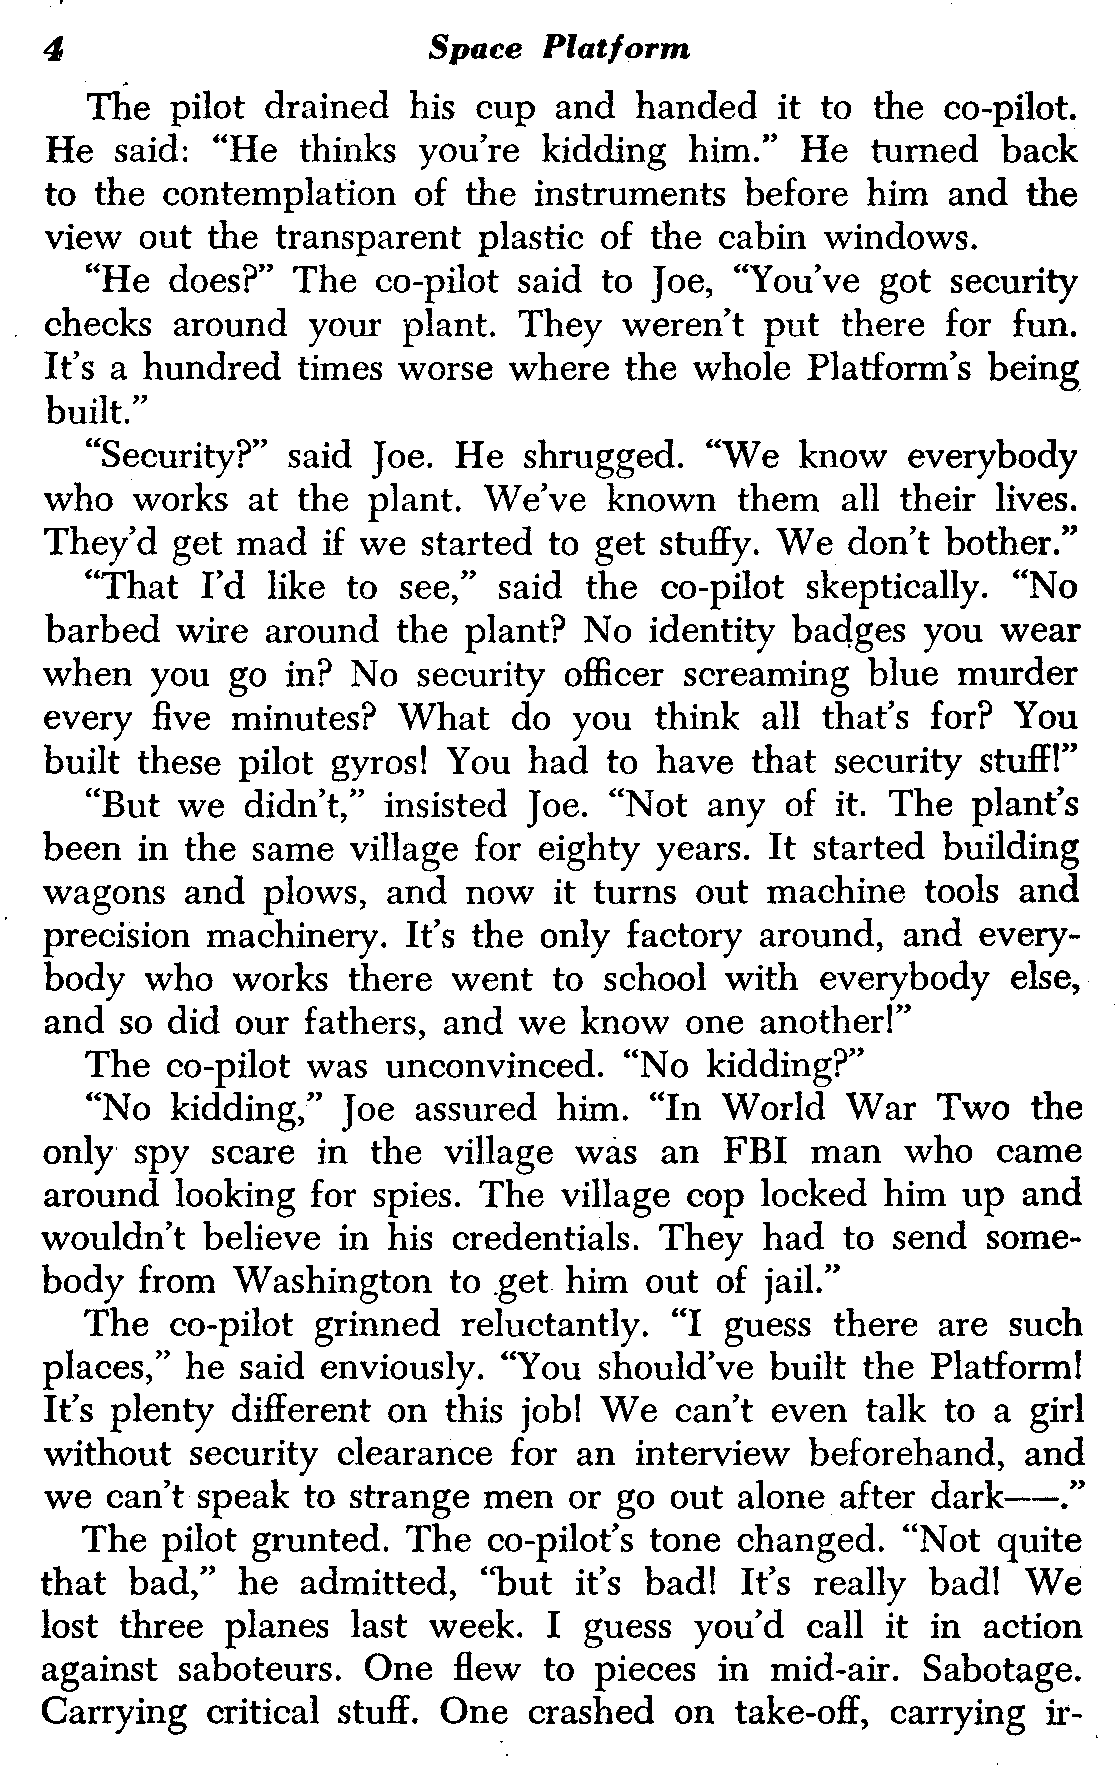 4 Space Platform
The pilot drained his cup and handed it to the co-pilot.
He said: “He thinks you’re kidding him.” He turned back
to the contemplation of the instruments before him and the
view out the transparent plastic of the cabin windows.
“He does?” The co-pilot said to Joe, “You’ve got security
checks around your plant. They weren’t put there for fun.
It’s a hundred times worse where the whole Platform’s being
built.”
“Security?” said Joe. He shrugged. “We know everybody
who works at the plant. We’ve known them all their lives.
They’d get mad if we started to get stuffy. We don’t bother.”
“That I’d like to see,” said the co-pilot skeptically. “No
barbed wire around the plant? No identity badges you wear
when you go in? No security officer screaming blue murder
every five minutes? What do you think all that’s for? You
built these pilot gyros! You had to have that security stuff!”
“But we didn’t,” insisted Joe. “Not any of it. The plant’s
been in the same village for eighty years. It started building
wagons and plows, and now it turns out machine tools and
precision machinery. It’s the only factory around, and every-
body who works there went to school with everybody else,
and so did our fathers, and we know one another!”
The co-pilot was unconvinced. “No kidding?”
“No kidding,” Joe assured him. “In World War Two the
only spy scare in the village was an FBI man who came
around looking for spies. The village cop locked him up and
wouldn’t believe in his credentials. They had to send some-
body from Washington to get him out of jail.”
The co-pilot grinned reluctantly. “I guess there are such
places,” he said enviously. “You should’ve built the Platform!
It’s plenty different on this job! We can’t even talk to a girl
without security clearance for an interview beforehand, and
we can’t speak to strange men or go out alone after dark——.”
The pilot grunted. The co-pilot’s tone changed. “Not quite
that bad,” he admitted, “but it’s bad! It’s really bad! We
lost three planes last week. I guess you’d call it in action
against saboteurs. One flew to pieces in mid-air. Sabotage.
Carrying critical stuff. One crashed on take-off, carrying ir-